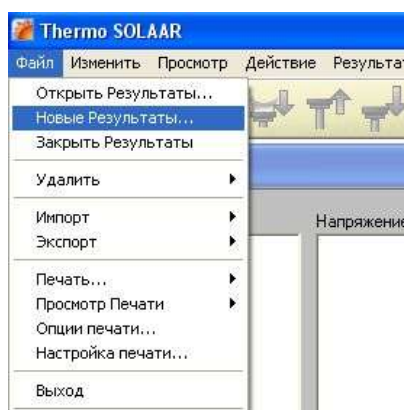 Thermo SOLAAR
Файл Изменить Просмотр Действие Результа
Открыть Результаты...
Новые Результаты...
Закрыть Результаты
Удалить
Импорт
Экспорт
Напряжение
Печать...
Просмотр Печати
Опции печати...
Настройка печати...
Выход